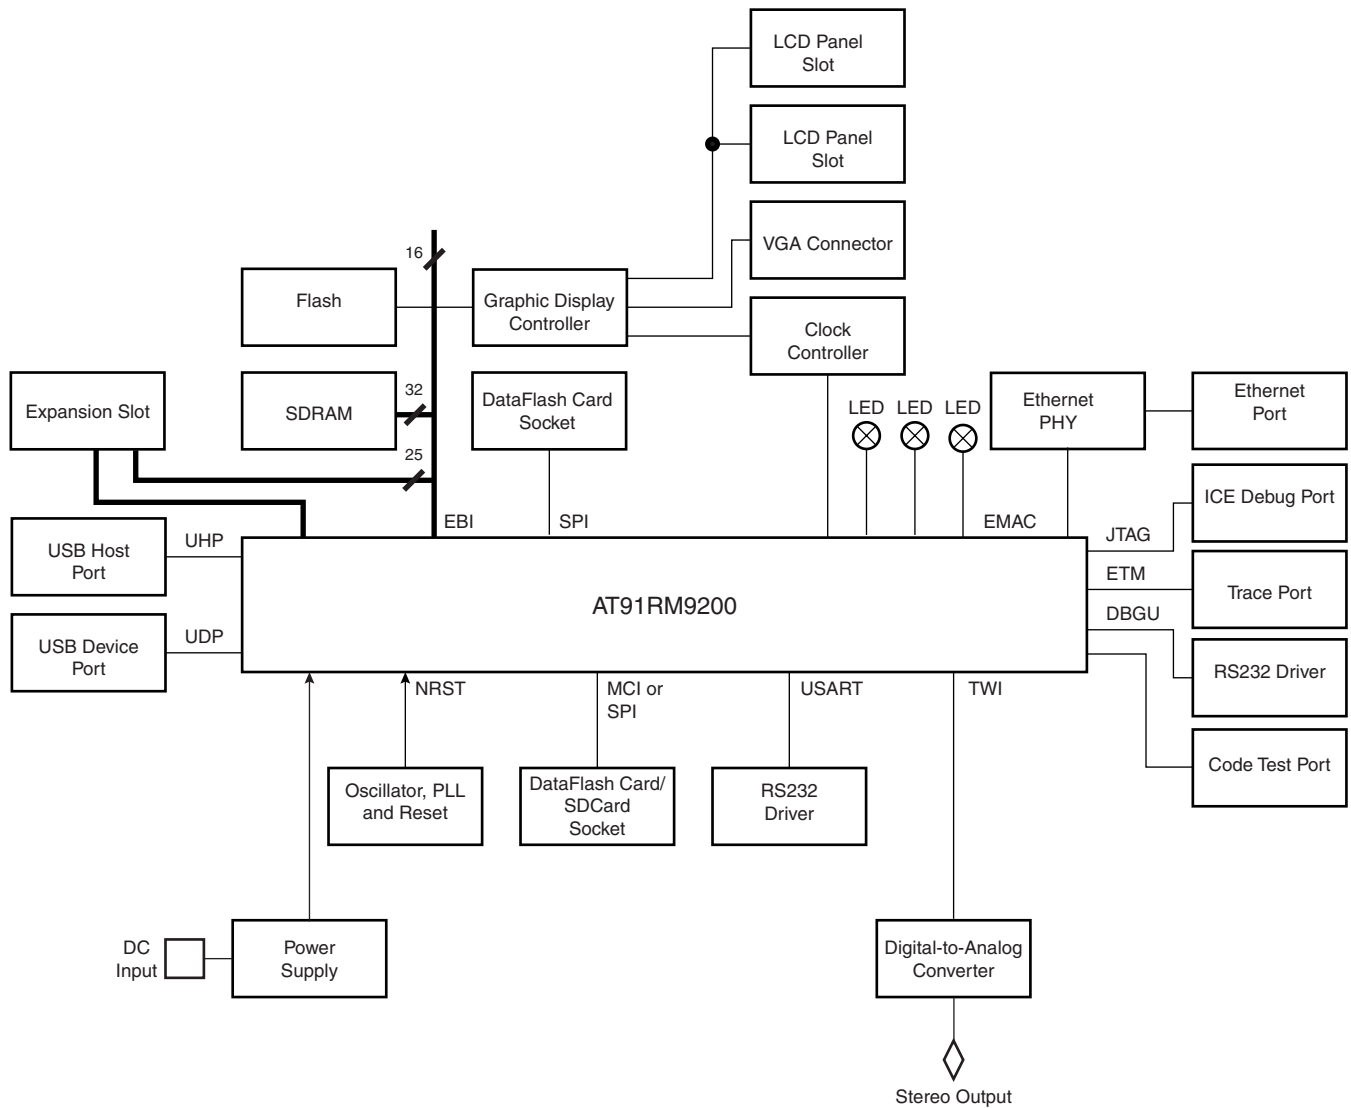 LCD Panel
Slot
LCD Panel
Slot
VGA Connector
16
Flash
Graphic Display
Controller
Clock
Controller
Expansion Slot
SDRAM
32
DataFlash Card
Socket
LED
LED
LED
Ethernet
PHY
Ethernet
Port
25
ICE Debug Port
EBI
SPI
EMAC
JTAG
USB Host
Port
UHP
ETM
Trace Port
AT91RM9200
DBGU
USB Device
Port
UDP
RS232 Driver
NRST
MCI or
SPI
USART
TWI
Code Test Port
Oscillator, PLL
and Reset
DataFlash Card/
SDCard
Socket
RS232
Driver
DC
Input
Power
Supply
Digital-to-Analog
Converter
Stereo Output